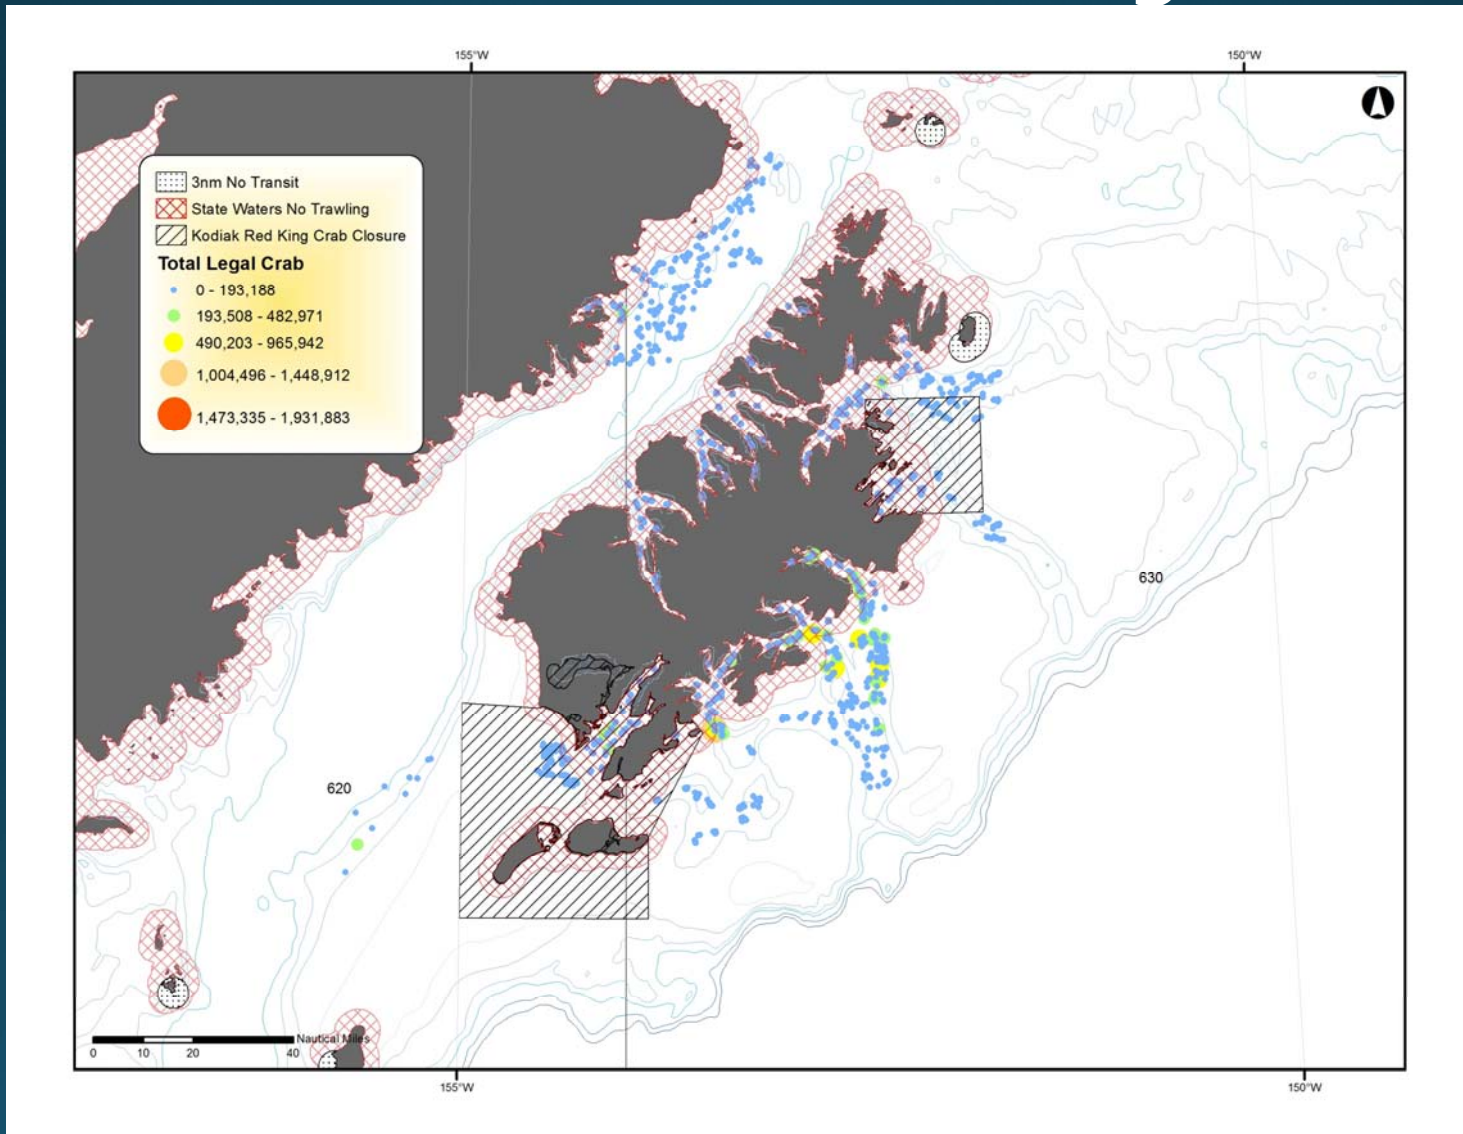 155°W
150°W
3nm No Transit
State Waters No Trawling
Kodiak Red King Crab Closure
Total Legal Crab
0 - 193,188
193,508 - 482,971
490,203 - 965,942
1,004,496 - 1,448,912
1,473,335 - 1,931,883
630
620
Nautical Miles
0 10 20 40
155°W
150°W